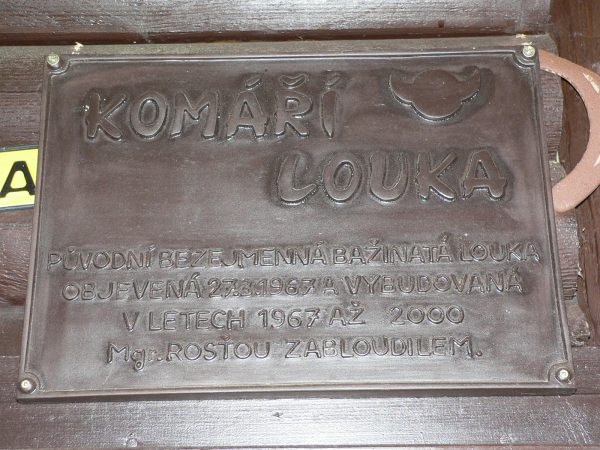 KOMÁŘÍ
LOUKA
A
PŮVODNÍ BEZEJMENNÁ BAŽINATÁ LOUKA
OBJEVENÁ 27.3.1967 A VYBUDOVANÁ
V LETECH 1967 AŽ 2000
Mgr. ROSŤOU ZABLOUDILEM.